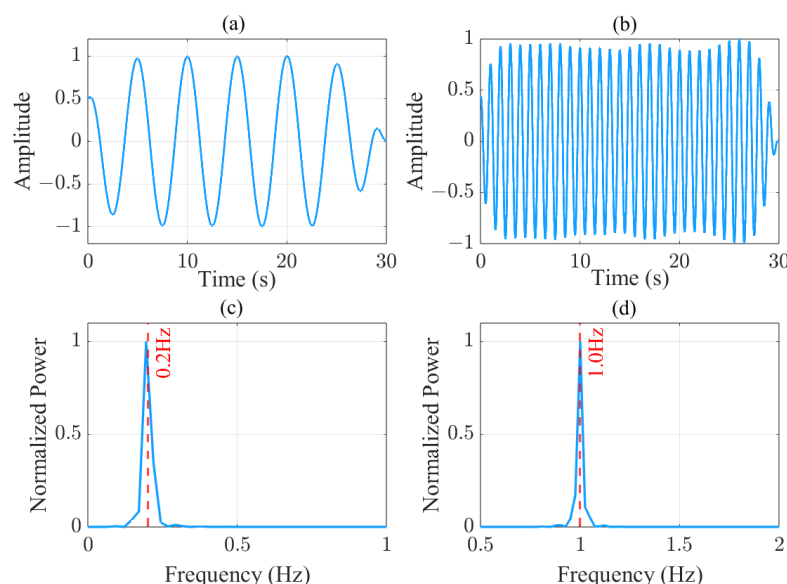 (a)
Amplitude
1
0.5
0
−0.5
−1
0 10 20 30
Time (s)
(b)
Amplitude
1
0.5
0
−0.5
−1
0 10 20 30
Time (s)
(c)
Normalized Power
1
0.5
0
0.2Hz
0 0.5 1
Frequency (Hz)
(d)
Normalized Power
1
0.5
0
1.0Hz
0.5 1 1.5 2
Frequency (Hz)